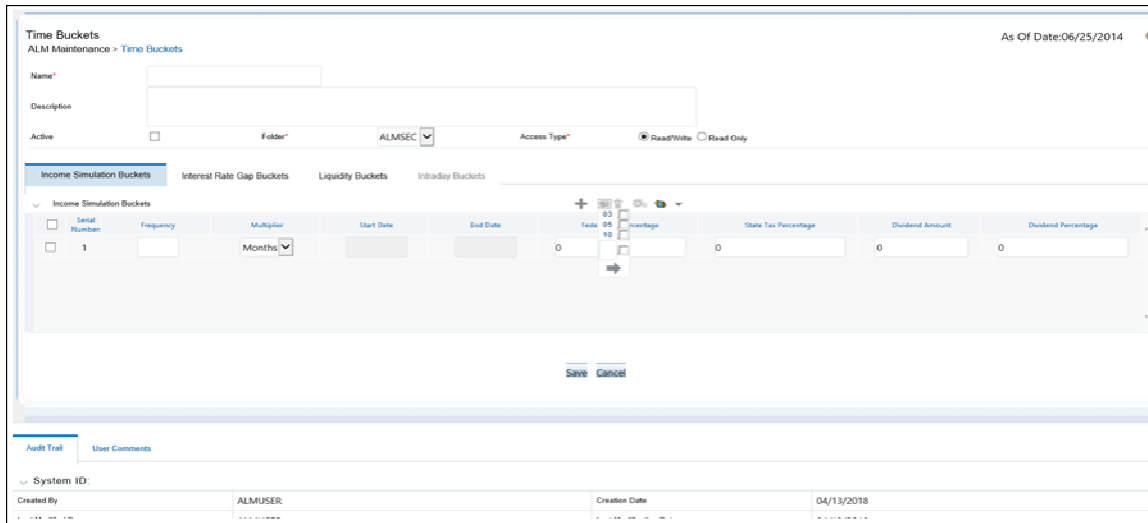 Time Buckets
As Of Date:06/25/2014
ALM Maintenance > Time Buckets
Name*
Description
Active Folder* ALMSEC Access Type* Read/Write Read Only
Income Simulation Buckets Interest Rate Gap Buckets Liquidity Buckets Intraday Buckets
Income Simulation Buckets
03
05
10
Serial Number Frequency Multiplier Start Date End Date State Tax Percentage Dividend Amount Dividend Percentage
1 Months 0 0 0 0
Save Cancel
Audit Trail User Comments
System ID:
Created By ALMUSER Creation Date 04/13/2018